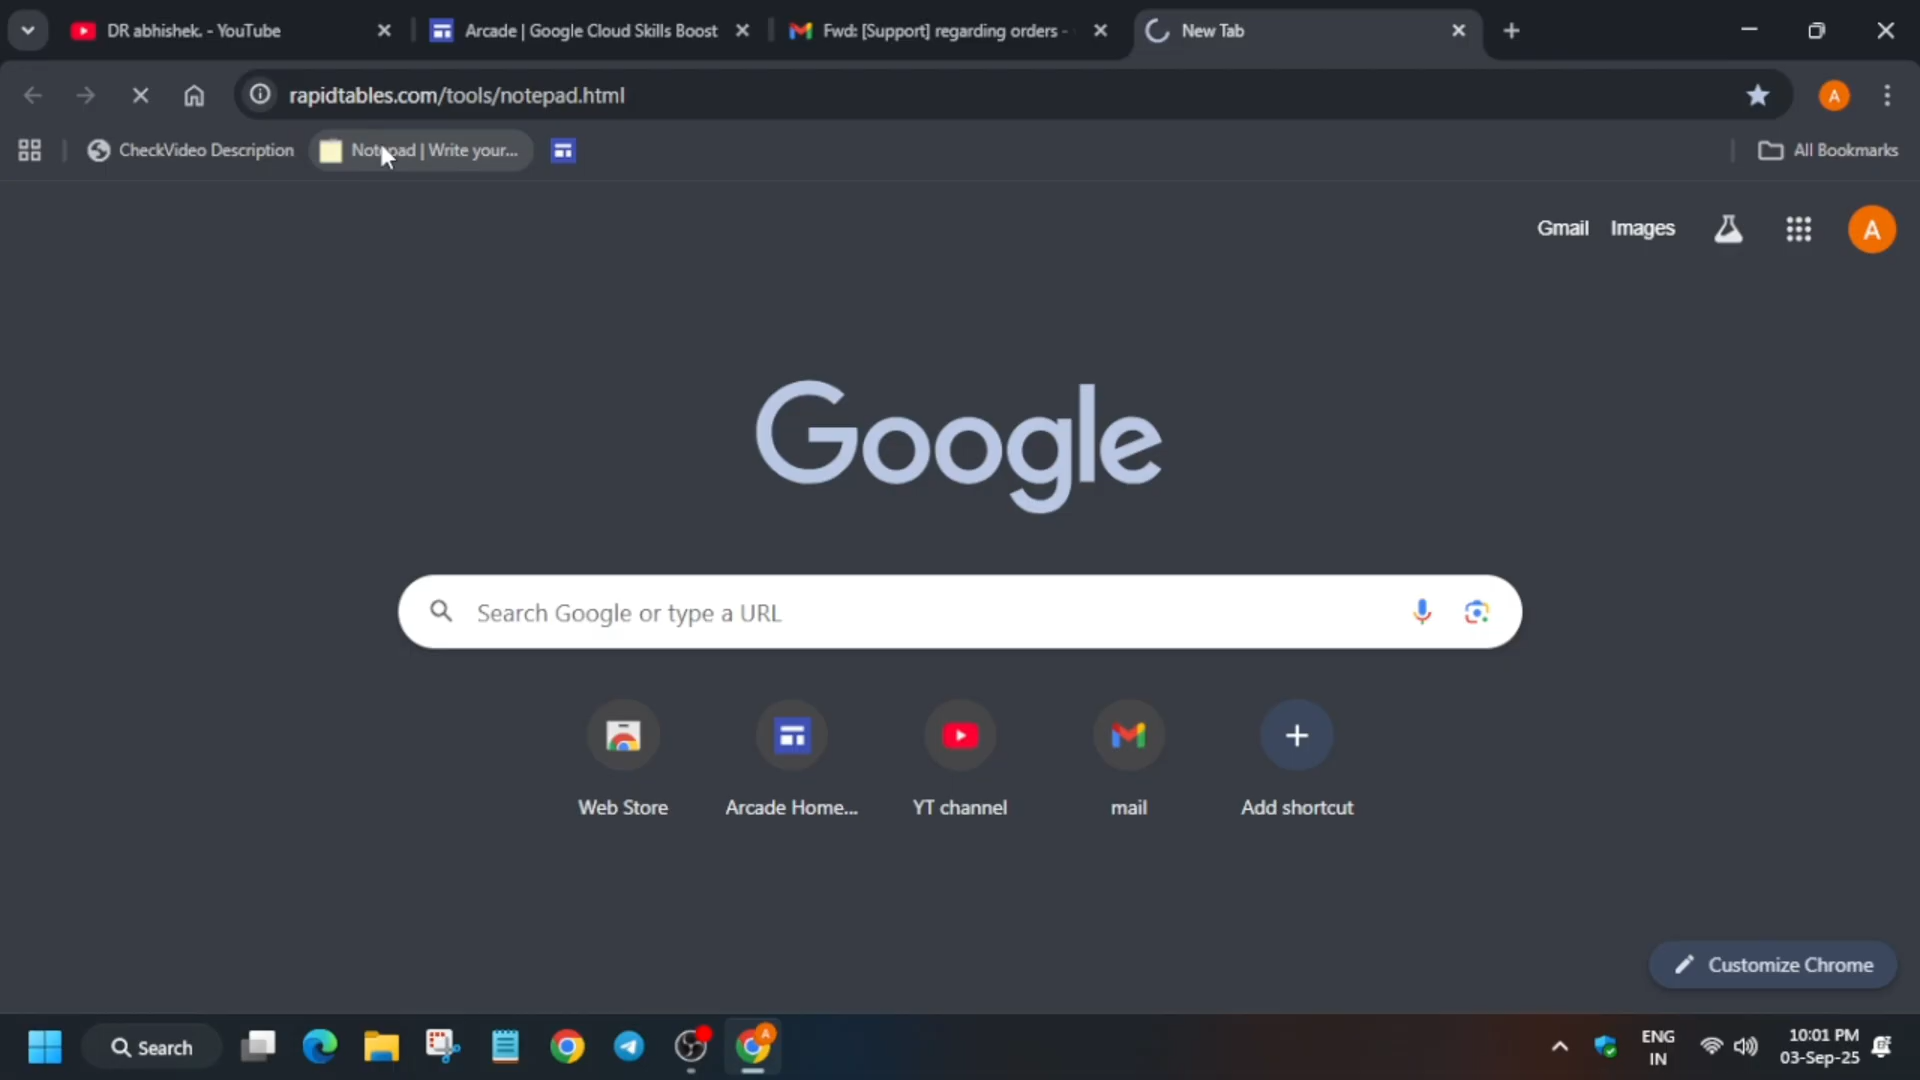 DR abhishek. - YouTube
Arcade | Google Cloud Skills Boost
Fwd: [Support] regarding orders -
New Tab
rapidtables.com/tools/notepad.html
A
CheckVideo Description
Notepad | Write your...
All Bookmarks
Gmail
Images
A
Google
Search Google or type a URL
Web Store
Arcade Home...
YT channel
mail
Add shortcut
Customize Chrome
Search
A
ENG
IN
10:01 PM
03-Sep-25